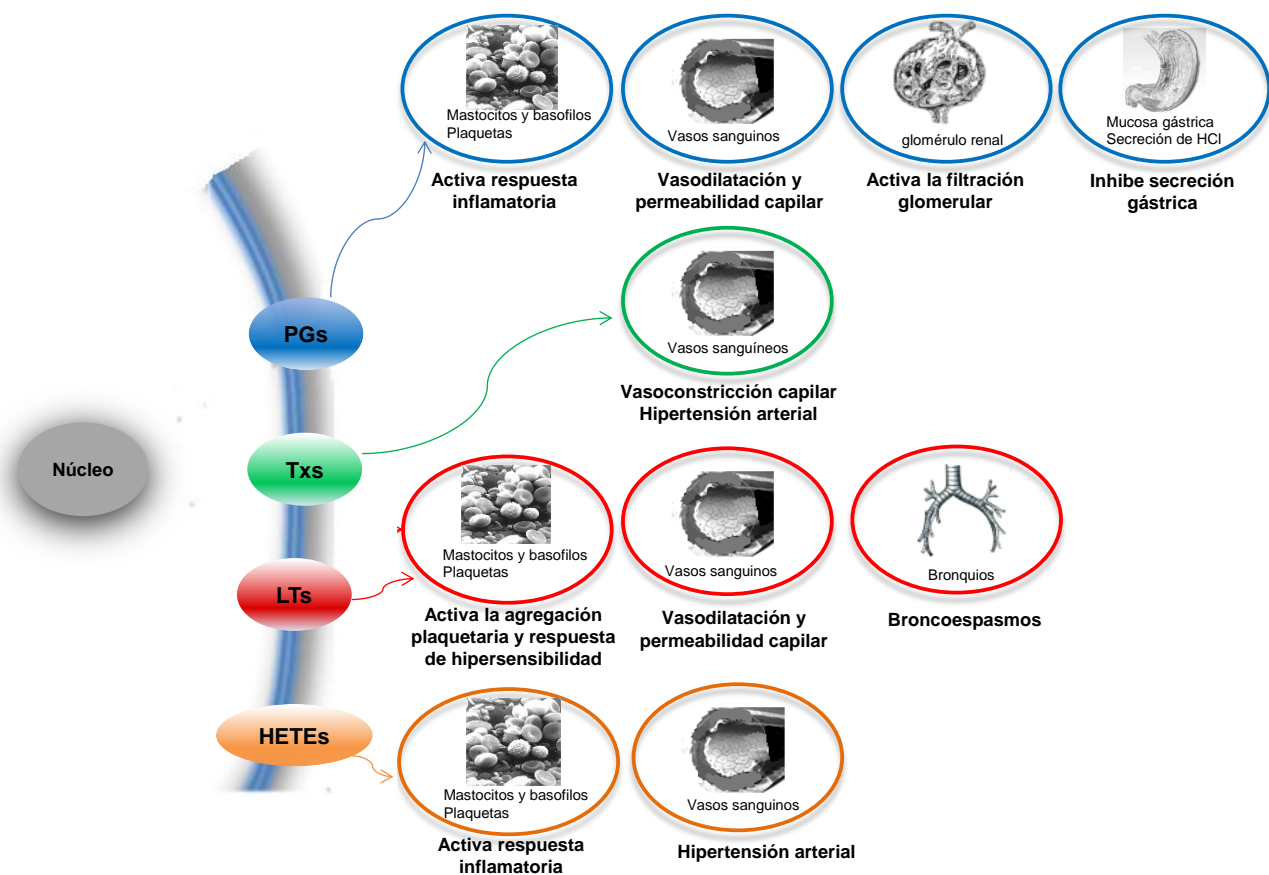 Mastocitos y basofilos
Plaquetas
Activa respuesta
inflamatoria
Vasos sanguinos
Vasodilatación y
permeabilidad capilar
glomérulo renal
Activa la filtración
glomerular
Mucosa gástrica
Secreción de HCl
Inhibe secreción
gástrica
PGs
Vasos sanguíneos
Vasoconstricción capilar
Hipertensión arterial
Núcleo
Txs
Mastocitos y basofilos
Plaquetas
Activa la agregación
plaquetaria y respuesta
de hipersensibilidad
Vasos sanguinos
Vasodilatación y
permeabilidad capilar
Bronquios
Broncoespasmos
LTs
HETEs
Mastocitos y basofilos
Plaquetas
Activa respuesta
inflamatoria
Vasos sanguinos
Hipertensión arterial